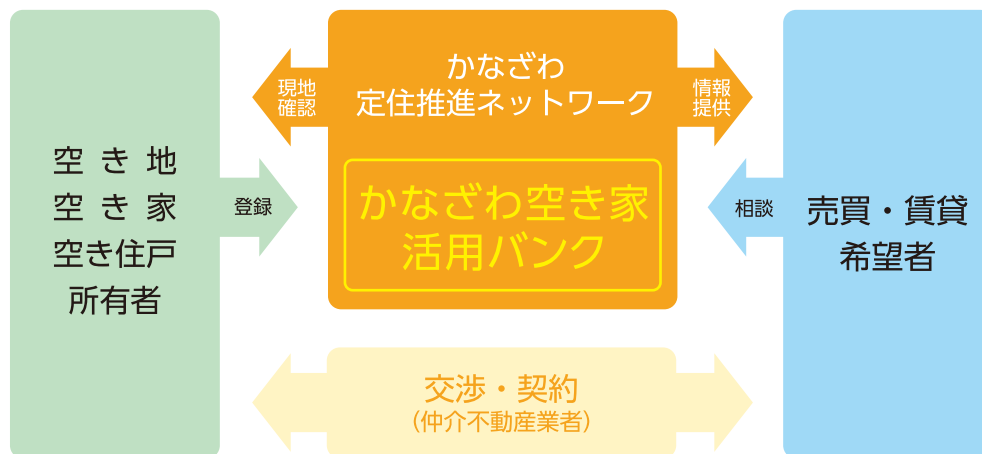 空き地
空き家
空き住戸
所有者
現地
確認
登録
かなざわ
定住推進ネットワーク
かなざわ空き家
活用バンク
情報
提供
相談
売買・賃貸
希望者
交渉・契約
(仲介不動産業者)